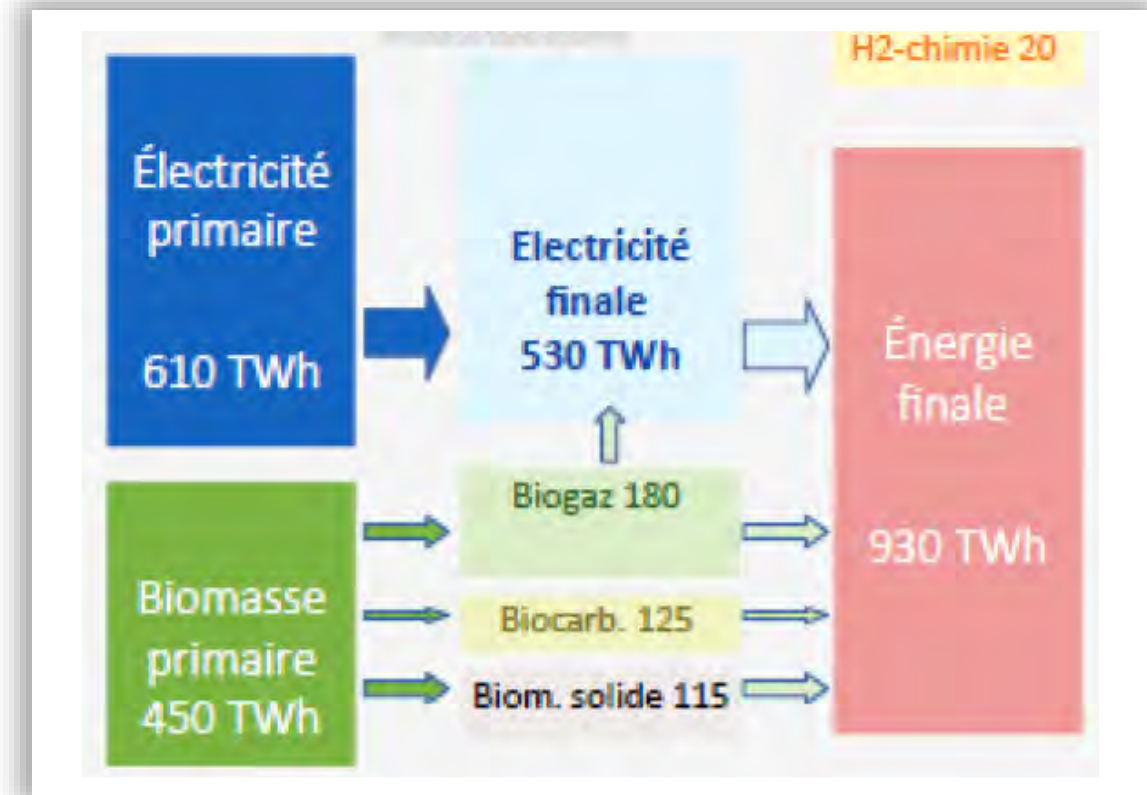 H2-chimie 20
Électricité
primaire
610 TWh
Electricité
finale
530 TWh
Énergie
finale
930 TWh
Biogaz 180
Biomasse
primaire
450 TWh
Biocarb. 125
Biom. solide 115